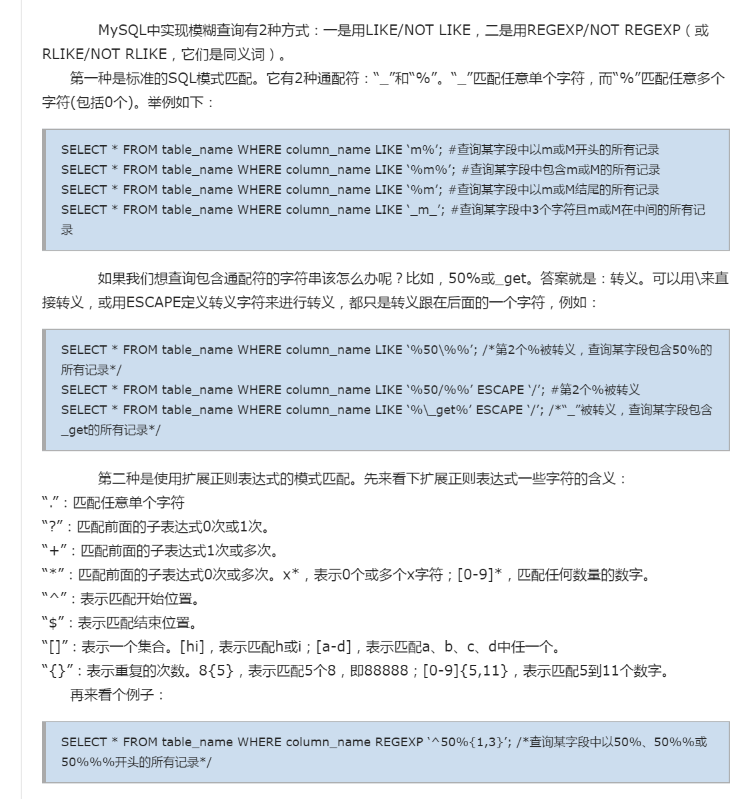 MySQL中实现模糊查询有2种方式：一是用LIKE/NOT LIKE，二是用REGEXP/NOT REGEXP（或
RLIKE/NOT RLIKE，它们是同义词）。
第一种是标准的SQL模式匹配。它有2种通配符：“_”和“%”。“_”匹配任意单个字符，而“%”匹配任意多个
字符(包括0个)。举例如下：
SELECT * FROM table_name WHERE column_name LIKE ‘m%’; #查询某字段中以m或M开头的所有记录
SELECT * FROM table_name WHERE column_name LIKE ‘%m%’; #查询某字段中包含m或M的所有记录
SELECT * FROM table_name WHERE column_name LIKE ‘%m’; #查询某字段中以m或M结尾的所有记录
SELECT * FROM table_name WHERE column_name LIKE ‘_m_’; #查询某字段中3个字符且m或M在中间的所有记
录
如果我们想查询包含通配符的字符串该怎么办呢？比如，50%或_get。答案就是：转义。可以用\来直
接转义，或用ESCAPE定义转义字符来进行转义，都只是转义跟在后面的一个字符，例如：
SELECT * FROM table_name WHERE column_name LIKE ‘%50\%%’; /*第2个%被转义，查询某字段包含50%的
所有记录*/
SELECT * FROM table_name WHERE column_name LIKE ‘%50/%%’ ESCAPE ‘/’; #第2个%被转义
SELECT * FROM table_name WHERE column_name LIKE ‘%\_get%’ ESCAPE ‘/’; /*“_”被转义，查询某字段包含
_get的所有记录*/
第二种是使用扩展正则表达式的模式匹配。先来看下扩展正则表达式一些字符的含义：
“.”：匹配任意单个字符
“?”：匹配前面的子表达式0次或1次。
“+”：匹配前面的子表达式1次或多次。
“*”：匹配前面的子表达式0次或多次。x*，表示0个或多个x字符；[0-9]*，匹配任何数量的数字。
“^”：表示匹配开始位置。
“$”：表示匹配结束位置。
“[]”：表示一个集合。[hi]，表示匹配h或i；[a-d]，表示匹配a、b、c、d中任一个。
“{}”：表示重复的次数。8{5}，表示匹配5个8，即88888；[0-9]{5,11}，表示匹配5到11个数字。
再来看个例子：
SELECT * FROM table_name WHERE column_name REGEXP ‘^50%{1,3}’; /*查询某字段中以50%、50%%或
50%%%开头的所有记录*/